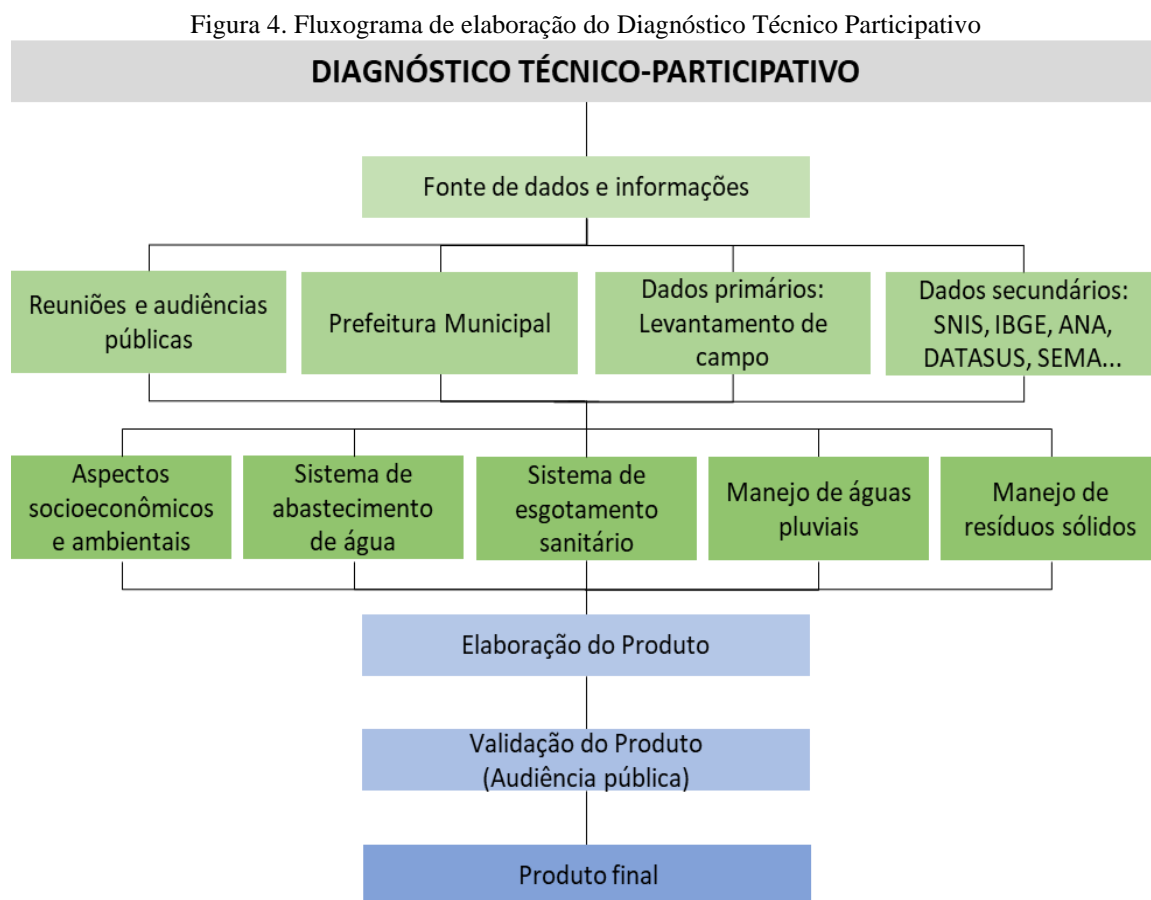 Figura 4. Fluxograma de elaboração do Diagnóstico Técnico Participativo
DIAGNÓSTICO TÉCNICO-PARTICIPATIVO
Fonte de dados e informações
Reuniões e audiências
públicas
Prefeitura Municipal
Dados primários:
Levantamento de
campo
Dados secundários:
SNIS, IBGE, ANA,
DATASUS, SEMA...
Aspectos
socioeconômicos
e ambientais
Sistema de
abastecimento
de água
Sistema de
esgotamento
sanitário
Manejo de águas
pluviais
Manejo de
resíduos sólidos
Elaboração do Produto
Validação do Produto
(Audiência pública)
Produto final